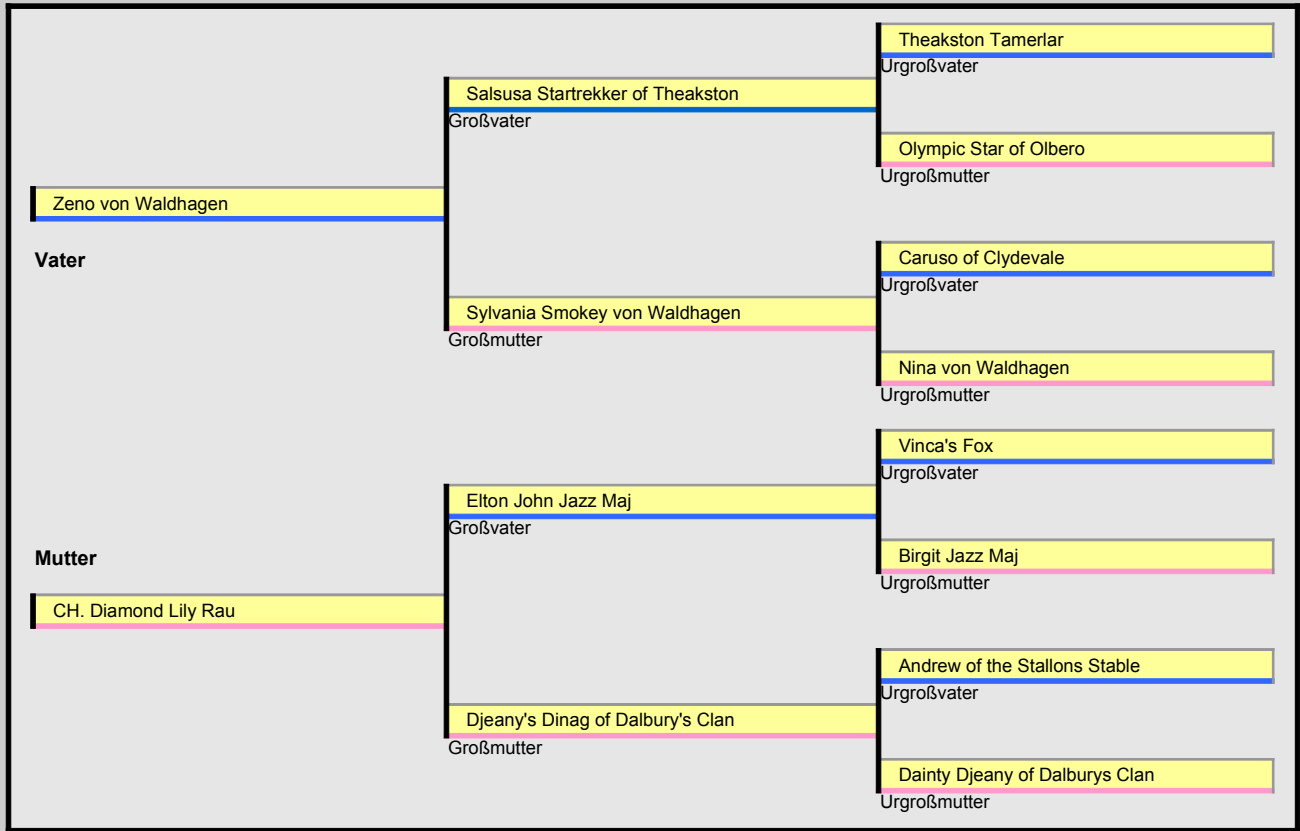 Theakston Tamerlar
Urgroßvater
Salsusa Startrekker of Theakston
Großvater
Olympic Star of Olbero
Urgroßmutter
Zeno von Waldhagen
Vater
Caruso of Clydevale
Urgroßvater
Sylvania Smokey von Waldhagen
Großmutter
Nina von Waldhagen
Urgroßmutter
Vinca's Fox
Urgroßvater
Elton John Jazz Maj
Großvater
Birgit Jazz Maj
Urgroßmutter
Mutter
CH. Diamond Lily Rau
Andrew of the Stallons Stable
Urgroßvater
Djeany's Dinag of Dalbury's Clan
Großmutter
Dainty Djeany of Dalburys Clan
Urgroßmutter